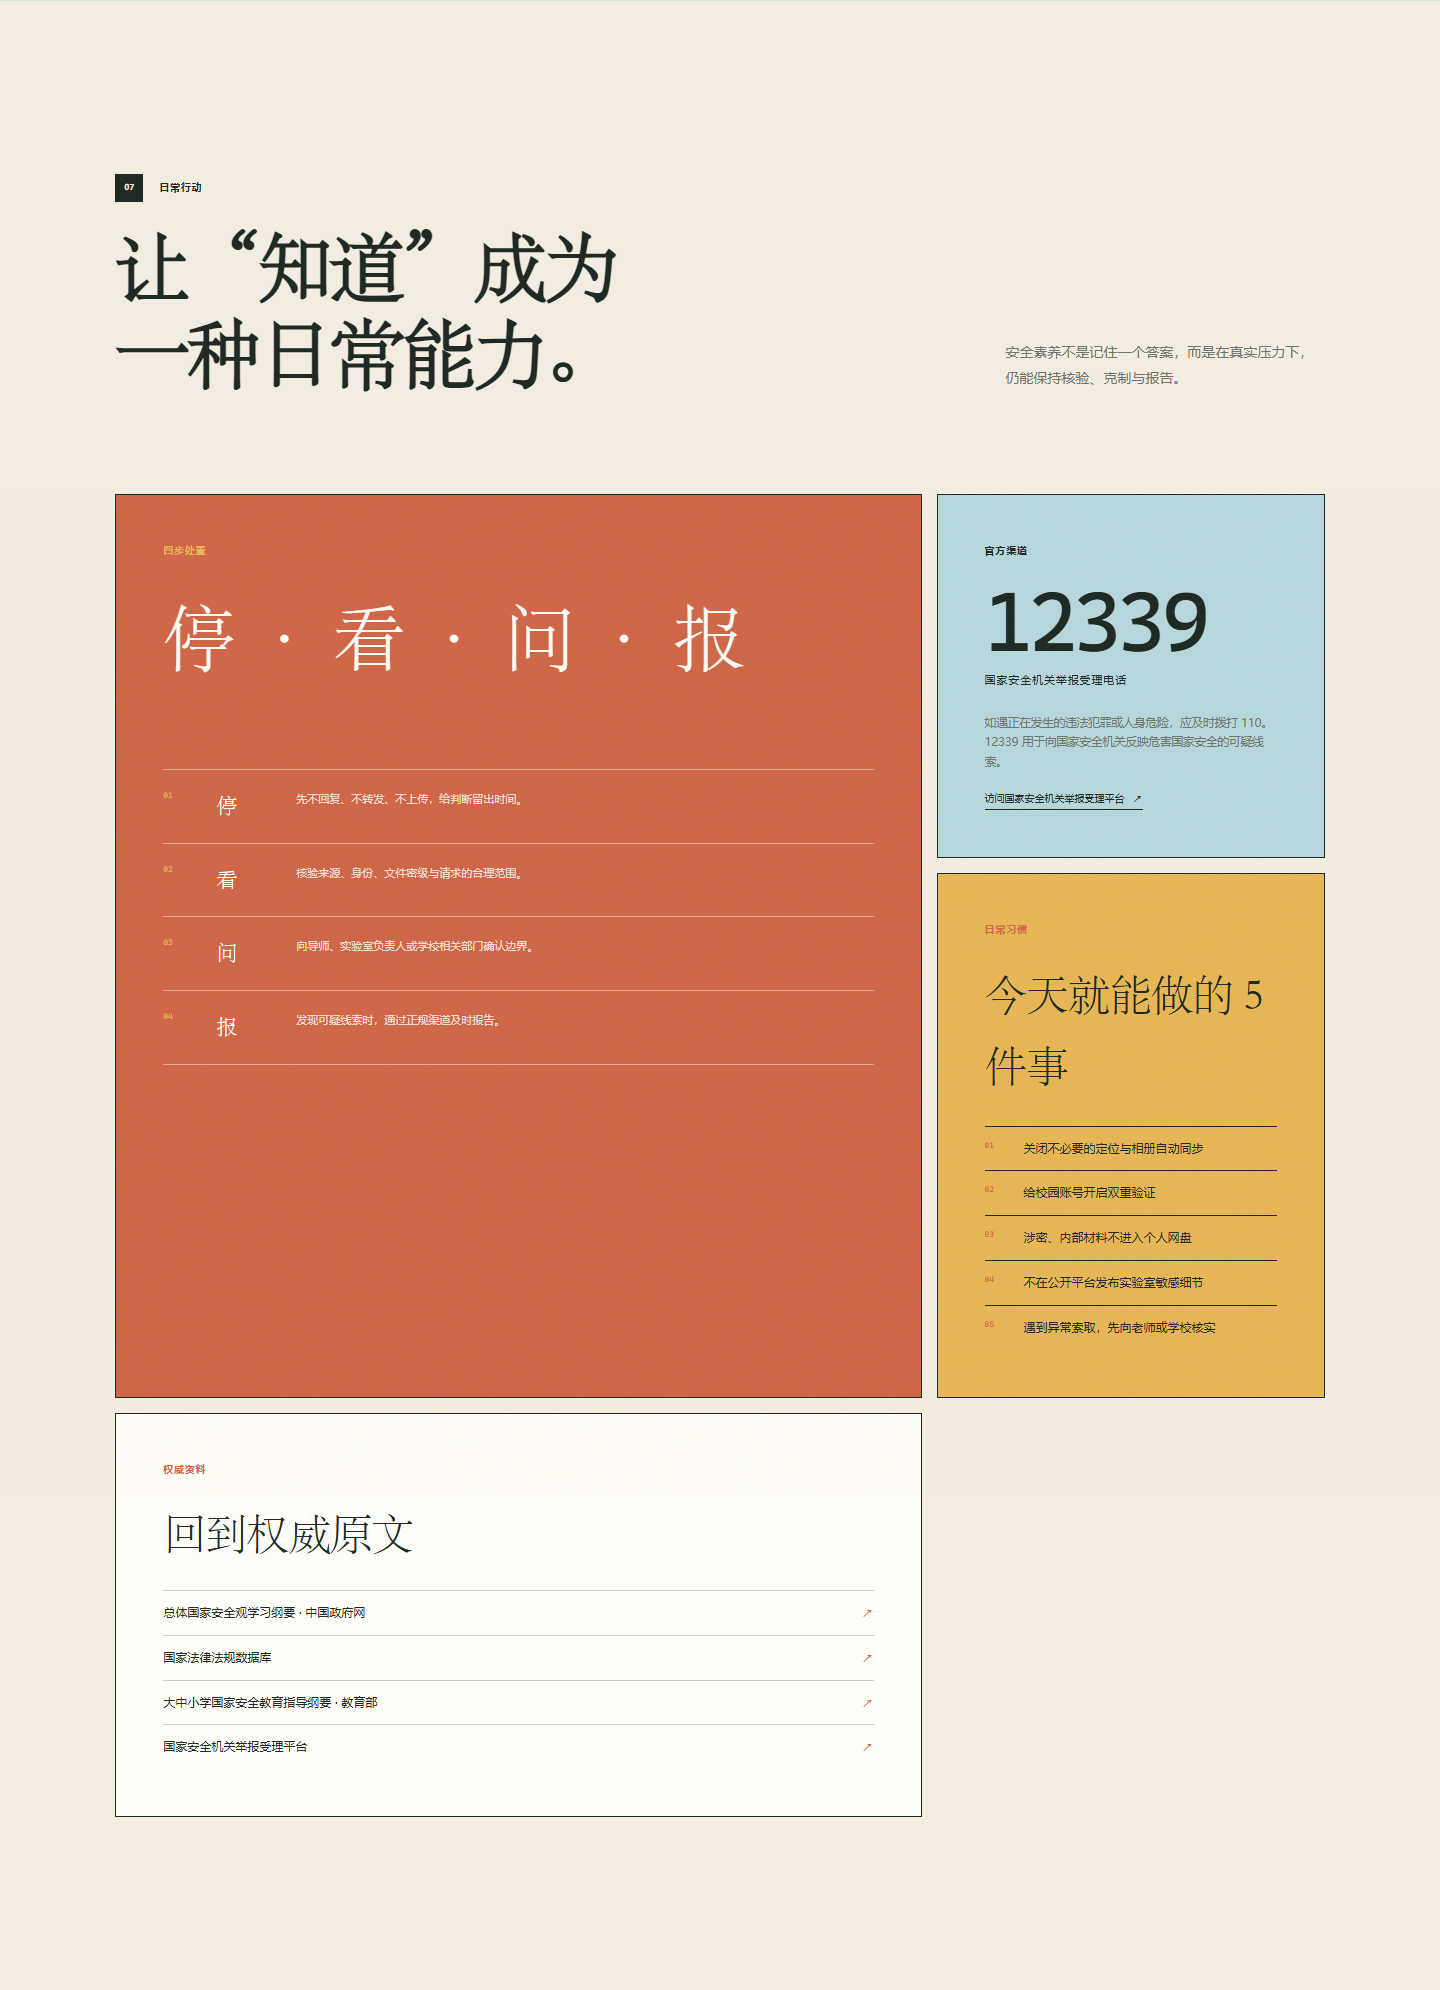 07 日常行动
让“知道”成为
一种日常能力。
安全素养不是记住一个答案，而是在真实压力下，
仍能保持核验、克制与报告。
四步处置
停 · 看 · 问 · 报
01 停 先不回复、不转发、不上传，给判断留出时间。
02 看 核验来源、身份、文件密级与请求的合理范围。
03 问 向导师、实验室负责人或学校相关部门确认边界。
04 报 发现可疑线索时，通过正规渠道及时报告。
官方渠道
12339
国家安全机关举报受理电话
如遇正在发生的违法犯罪或人身危险，应及时拨打 110。
12339 用于向国家安全机关反映危害国家安全的可疑线
索。
访问国家安全机关举报受理平台 ↗
日常习惯
今天就能做的 5
件事
01 关闭不必要的定位与相册自动同步
02 给校园账号开启双重验证
03 涉密、内部材料不进入个人网盘
04 不在公开平台发布实验室敏感细节
05 遇到异常索取，先向老师或学校核实
权威资料
回到权威原文
总体国家安全观学习纲要 · 中国政府网 ↗
国家法律法规数据库 ↗
大中小学国家安全教育指导纲要 · 教育部 ↗
国家安全机关举报受理平台 ↗